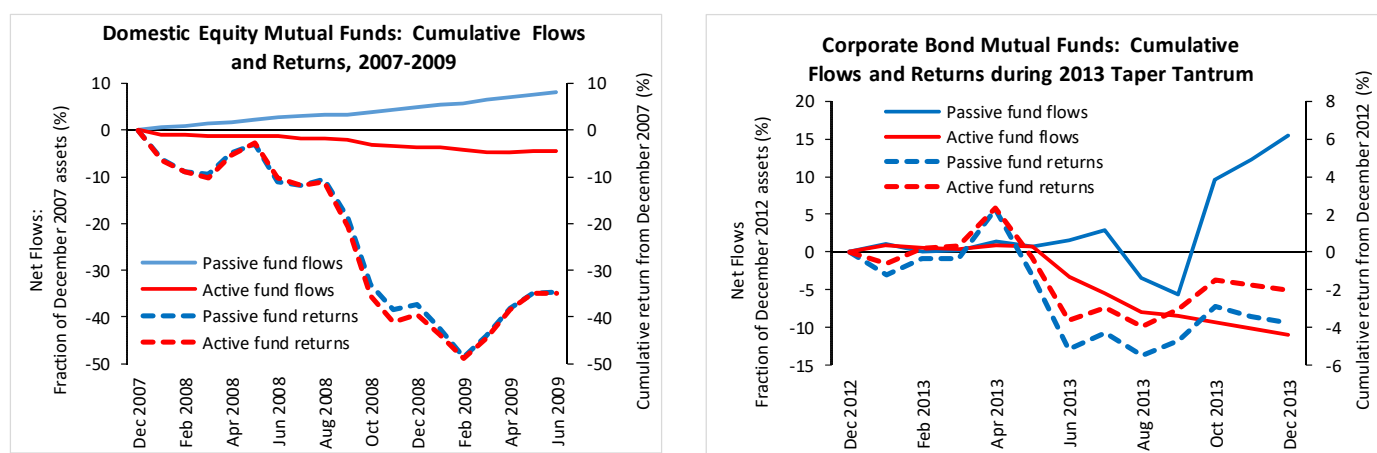 Domestic Equity Mutual Funds: Cumulative Flows
and Returns, 2007-2009
Net Flows:
Fraction of December 2007 assets (%)
10
0
-10
-20
-30
-40
-50
Passive fund flows
Active fund flows
Passive fund returns
Active fund returns
10
0
-10
-20
-30
-40
-50
Cumulative return from December 2007 (%)
Dec 2007
Feb 2008
Apr 2008
Jun 2008
Aug 2008
Oct 2008
Dec 2008
Feb 2009
Apr 2009
Jun 2009
Corporate Bond Mutual Funds: Cumulative
Flows and Returns during 2013 Taper Tantrum
Net Flows
Fraction of December 2012 assets (%)
20
15
10
5
0
-5
-10
-15
Passive fund flows
Active fund flows
Passive fund returns
Active fund returns
8
6
4
2
0
-2
-4
-6
Cumulative return from December 2012 (%)
Dec 2012
Feb 2013
Apr 2013
Jun 2013
Aug 2013
Oct 2013
Dec 2013